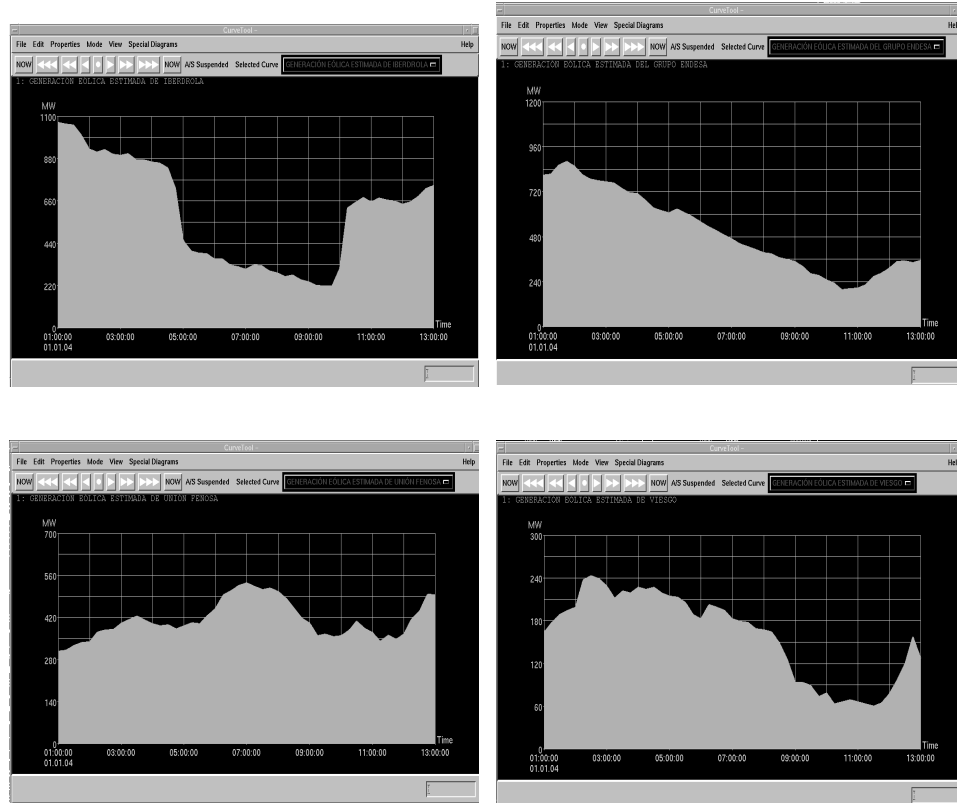 CurveTool -
File Edit Properties Mode View Special Diagrams Help
NOW NOW A/S Suspended Selected Curve GENERACIÓN EÓLICA ESTIMADA DE IBERDROLA
1: GENERACIÓN EÓLICA ESTIMADA DE IBERDROLA
MW
1100
880
660
440
220
0
Time
01:00:00 03:00:00 05:00:00 07:00:00 09:00:00 11:00:00 13:00:00
01.01.04
CurveTool -
File Edit Properties Mode View Special Diagrams Hel
NOW NOW A/S Suspended Selected Curve GENERACIÓN EÓLICA ESTIMADA DEL GRUPO ENDESA
1: GENERACIÓN EÓLICA ESTIMADA DEL GRUPO ENDESA
MW
1200
960
720
480
240
0
Time
01:00:00 03:00:00 05:00:00 07:00:00 09:00:00 11:00:00 13:00:00
01.01.04
CurveTool -
File Edit Properties Mode View Special Diagrams Help
NOW NOW A/S Suspended Selected Curve GENERACIÓN EÓLICA ESTIMADA DE UNIÓN FENOSA
1: GENERACIÓN EÓLICA ESTIMADA DE UNIÓN FENOSA
MW
700
560
420
280
140
0
Time
01:00:00 03:00:00 05:00:00 07:00:00 09:00:00 11:00:00 13:00:00
01.01.04
CurveTool -
File Edit Properties Mode View Special Diagrams Hel
NOW NOW A/S Suspended Selected Curve GENERACIÓN EÓLICA ESTIMADA DE VIESGO
1: GENERACIÓN EÓLICA ESTIMADA DE VIESGO
MW
300
240
180
120
60
0
Time
01:00:00 03:00:00 05:00:00 07:00:00 09:00:00 11:00:00 13:00:00
01.01.04